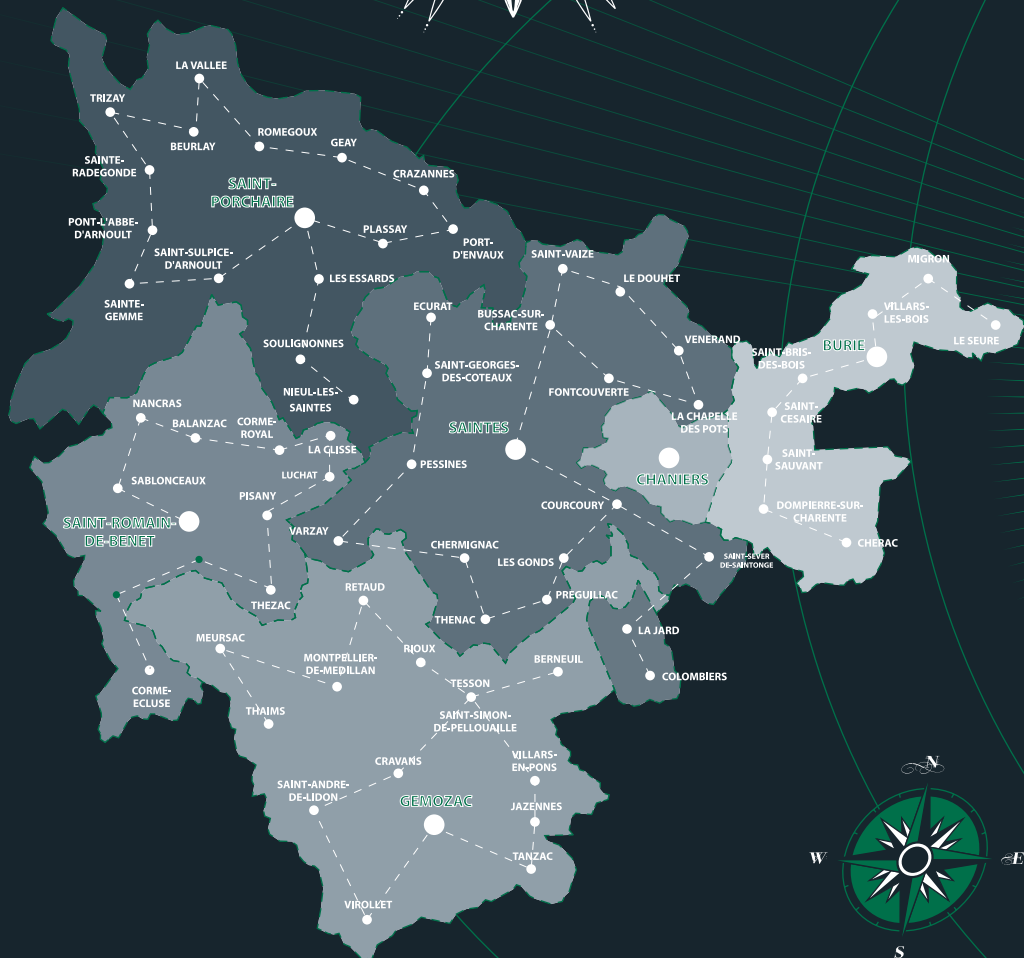 LA VALLEE
TRIZAY
BEURLAY
ROMEGOUX
GEAY
SAINTE-
RADEGONDE
CRAZANNES
SAINT-
PORCHAIRE
PONT-L'ABBE-
D'ARNOULT
PLASSAY
PORT-
D'ENVAUX
SAINT-SULPICE-
D'ARNOULT
SAINTE-
GEMME
LES ESSARDS
SAINT-VAIZE
LE DOUHET
MIGRON
ECURAT
BUSSAC-SUR-
CHARENTE
VILLARS-
LES-BOIS
LE SEURE
SOULIGNONNES
VENERAND
BURIE
SAINT-BRIS-
DES-BOIS
SAINT-GEORGES-
DES-COTEAUX
FONTCOUVERTE
NIEUL-LES-
SAINTES
NANCRAS
BALANZAC
CORME-
ROYAL
LA CLISSE
SAINTES
LA CHAPELLE
DES POTS
SAINT-
CESAIRE
SAINT-
SAUVANT
PESSINES
CHANIERS
LUCHAT
SABLONCEAUX
PISANY
SAINT-ROMAIN-
DE-BENET
COURCOURY
DOMPIERRE-SUR-
CHARENTE
VARZAY
CHERMIGNAC
LES GONDS
SAINT-SEVER
DE-SAINTONGE
CHERAC
THEZAC
RETAUD
PREGUILLAC
THENAC
LA JARD
MEURSAC
MONTPELLIER-
DE-MEDILLAN
RIOUX
BERNEUIL
COLOMBIERS
CORME-
ECLUSE
TESSON
THAIMS
SAINT-SIMON-
DE-PELLOUAILLE
CRAVANS
VILLARS-
EN-PONS
SAINT-ANDRE-
DE-LIDON
GEMOZAC
JAZENNES
TANZAC
VIROLLET
N
W
E
S